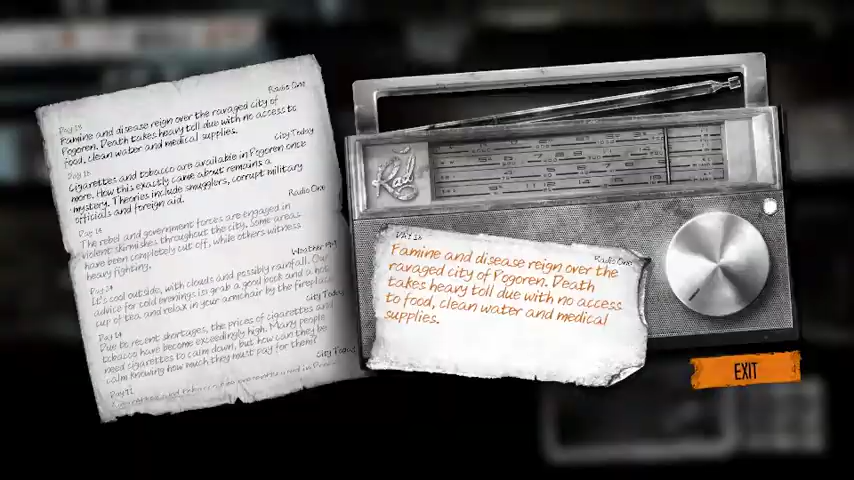 Radio One
Day 15
Famine and disease reign over the ravaged city of
Pogoren. Death takes heavy toll due with no access to
food, clean water and medical supplies.
City Today
Cigarettes and tobacco are available in Pogoren once
more. How this exactly came about remains a
mystery. Theories include smugglers, corrupt military
officials and foreign aid.
Radio One
Day 14
The rebel and government forces are engaged in
violent skirmishes throughout the city. Some areas
have been completely cut off, while others witness
heavy fighting.
Weather
It's cool outside, with clouds and possibly rainfall. Our
advice for cold evenings is grab a good book and a hot
cup of tea and relax in your armchair by the fireplace.
City Today
Day 14
Due to recent shortages, the prices of cigarettes and
tobacco have become exceedingly high. Many people
need cigarettes to calm down, but how can they be
calm knowing how much they must pay for them?
City Today
Rad
Radio One
Famine and disease reign over the
ravaged city of Pogoren. Death
takes heavy toll due with no access
to food, clean water and medical
supplies.
EXIT